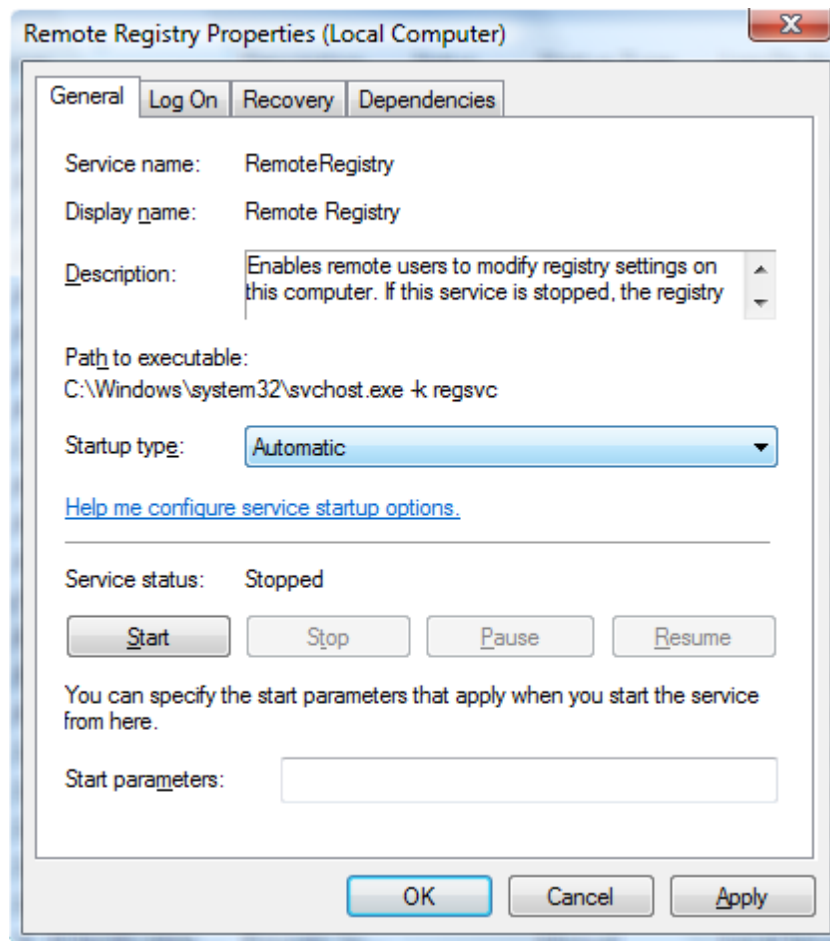 Remote Registry Properties (Local Computer)
General Log On Recovery Dependencies
Service name: RemoteRegistry
Display name: Remote Registry
Description: Enables remote users to modify registry settings on
this computer. If this service is stopped, the registry
Path to executable:
C:\Windows\system32\svchost.exe -k regsvc
Startup type: Automatic
Help me configure service startup options.
Service status: Stopped
Start Stop Pause Resume
You can specify the start parameters that apply when you start the service
from here.
Start parameters:
OK Cancel Apply